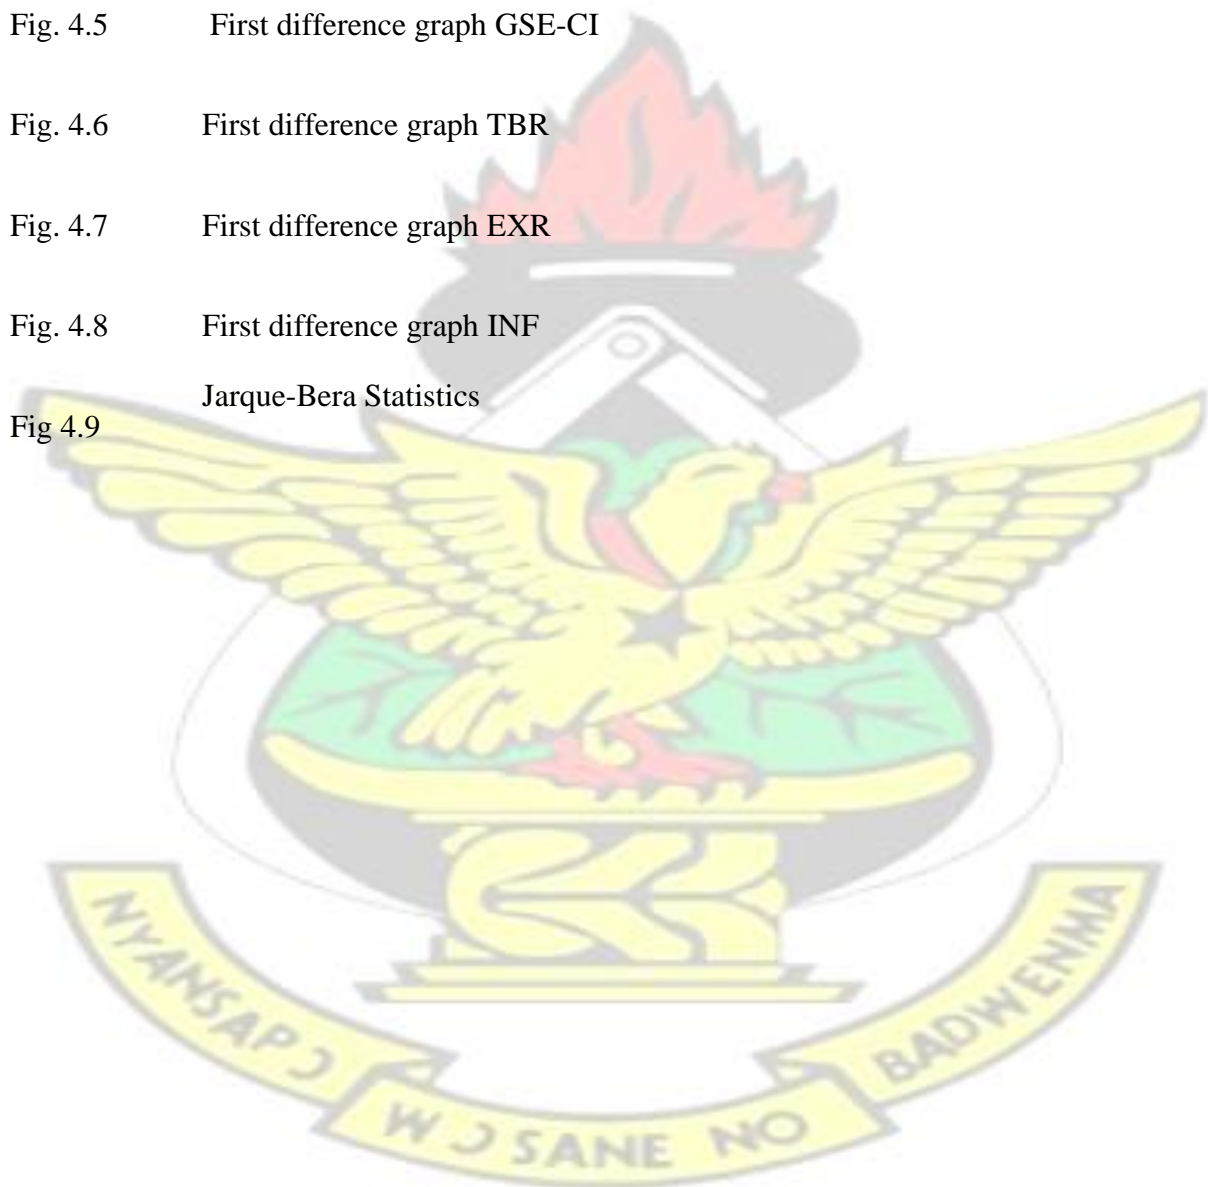 Fig. 4.5 First difference graph GSE-CI
Fig. 4.6 First difference graph TBR
Fig. 4.7 First difference graph EXR
Fig. 4.8 First difference graph INF
Jarque-Bera Statistics
Fig 4.9
NYANSAPƆ
WƆSANE NO
BADWENMA